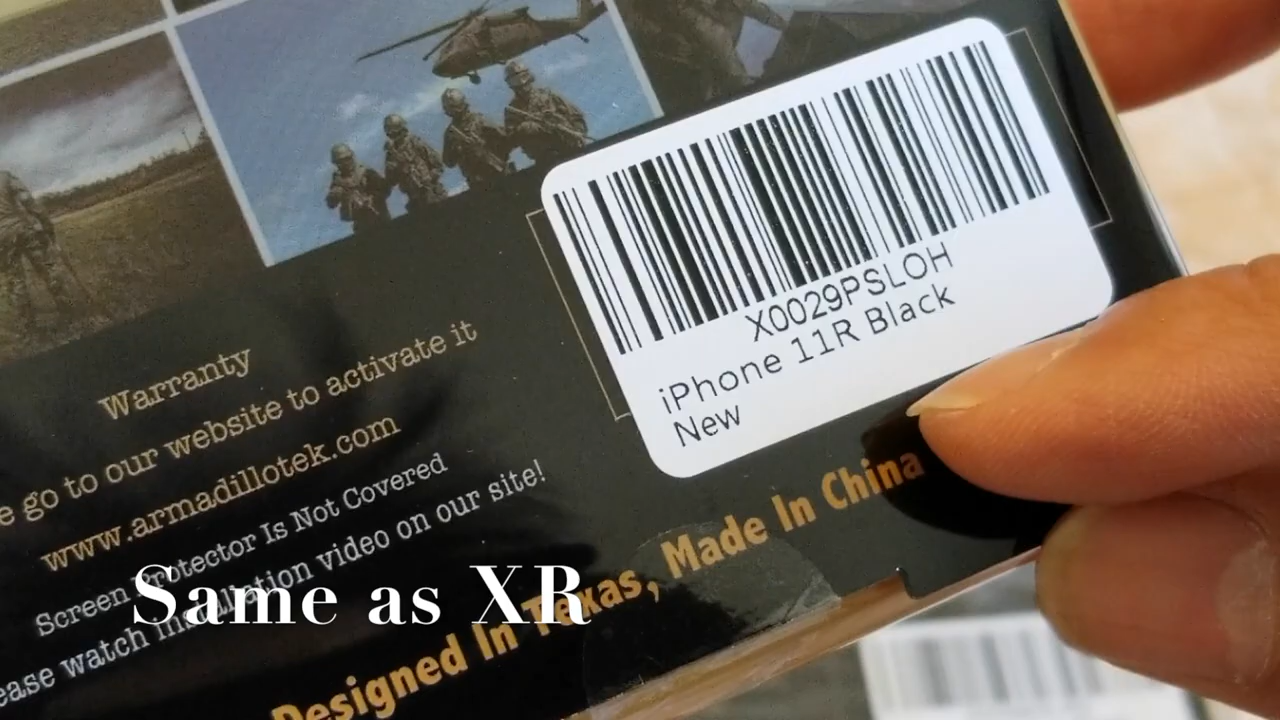 X0029PSLOH
iPhone 11R Black
New
Warranty
go to our website to activate it
www.armadillotek.com
Screen Protector Is Not Covered
watch Installation video on our site!
Designed In Texas, Made In China
Same as XR